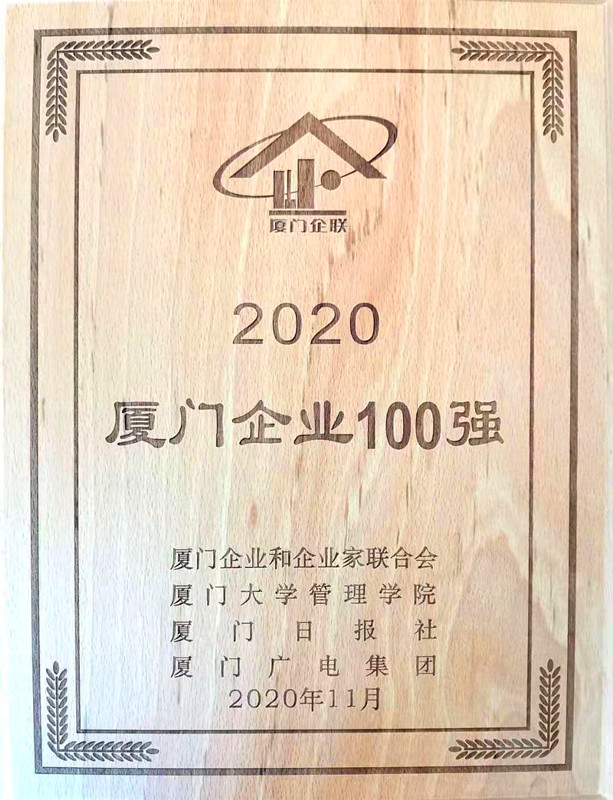 厦门企联
2020
厦门企业100强
厦门企业和企业家联合会
厦门大学管理学院
厦门日报社
厦门广电集团
2020年11月